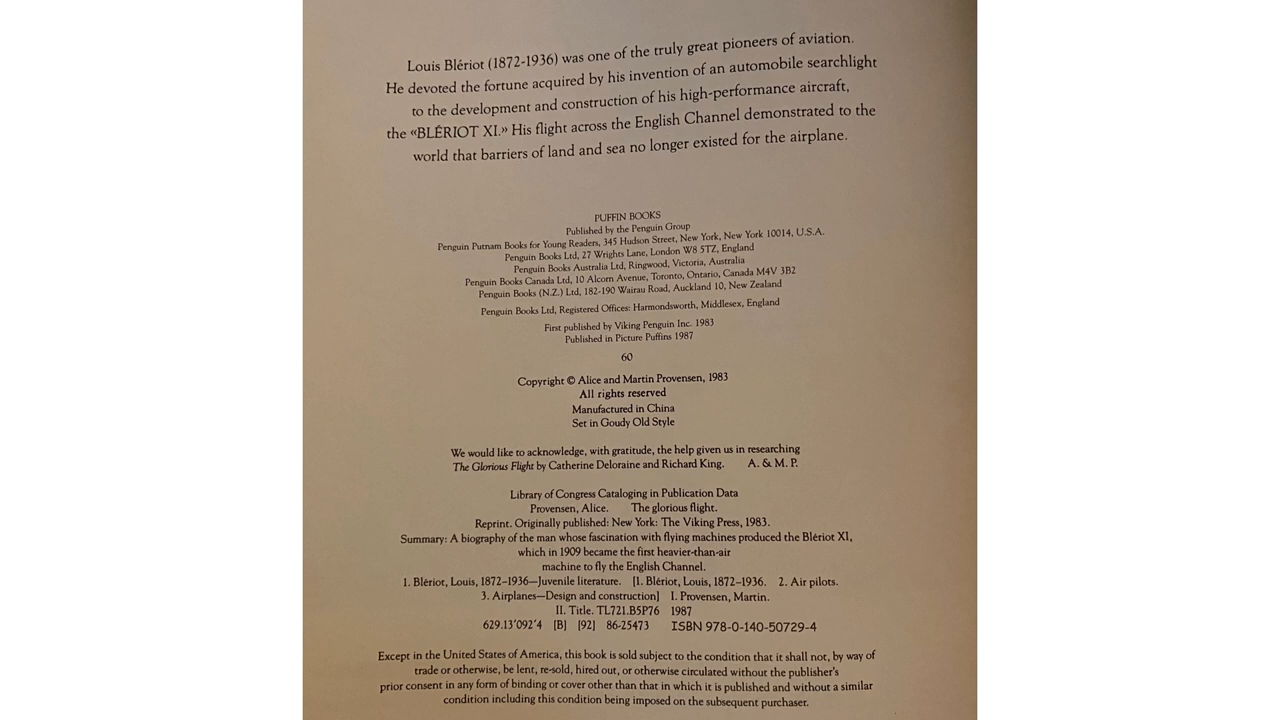 Louis Blériot (1872-1936) was one of the truly great pioneers of aviation.
He devoted the fortune acquired by his invention of an automobile searchlight
to the development and construction of his high-performance aircraft,
the «BLÉRIOT XI.» His flight across the English Channel demonstrated to the
world that barriers of land and sea no longer existed for the airplane.
PUFFIN BOOKS
Published by the Penguin Group
Penguin Putnam Books for Young Readers, 345 Hudson Street, New York, New York 10014, U.S.A.
Penguin Books Ltd, 27 Wrights Lane, London W8 5TZ, England
Penguin Books Australia Ltd, Ringwood, Victoria, Australia
Penguin Books Canada Ltd, 10 Alcorn Avenue, Toronto, Ontario, Canada M4V 3B2
Penguin Books (N.Z.) Ltd, 182-190 Wairau Road, Auckland 10, New Zealand
Penguin Books Ltd, Registered Offices: Harmondsworth, Middlesex, England
First published by Viking Penguin Inc. 1983
Published in Picture Puffins 1987
60
Copyright © Alice and Martin Provensen, 1983
All rights reserved
Manufactured in China
Set in Goudy Old Style
We would like to acknowledge, with gratitude, the help given us in researching
The Glorious Flight by Catherine Deloraine and Richard King. A. & M. P.
Library of Congress Cataloging in Publication Data
Provensen, Alice. The glorious flight.
Reprint. Originally published: New York: The Viking Press, 1983.
Summary: A biography of the man whose fascination with flying machines produced the Blériot XI,
which in 1909 became the first heavier-than-air
machine to fly the English Channel.
1. Blériot, Louis, 1872-1936—Juvenile literature. [1. Blériot, Louis, 1872-1936. 2. Air pilots.
3. Airplanes—Design and construction] I. Provensen, Martin.
II. Title. TL721.B5P76 1987
629.13'092'4 [B] [92] 86-25473 ISBN 978-0-140-50729-4
Except in the United States of America, this book is sold subject to the condition that it shall not, by way of
trade or otherwise, be lent, re-sold, hired out, or otherwise circulated without the publisher's
prior consent in any form of binding or cover other than that in which it is published and without a similar
condition including this condition being imposed on the subsequent purchaser.